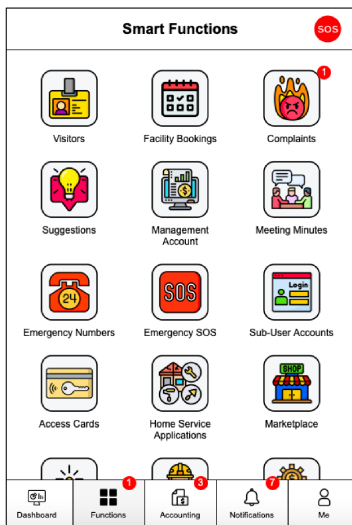 Smart Functions
SOS
1
Visitors
Facility Bookings
Complaints
Suggestions
Management
Account
Meeting Minutes
24
SOS
Login
Emergency Numbers
Emergency SOS
Sub-User Accounts
SHOP
Access Cards
Home Service
Applications
Marketplace
1
3
7
Dashboard
Functions
Accounting
Notifications
Me